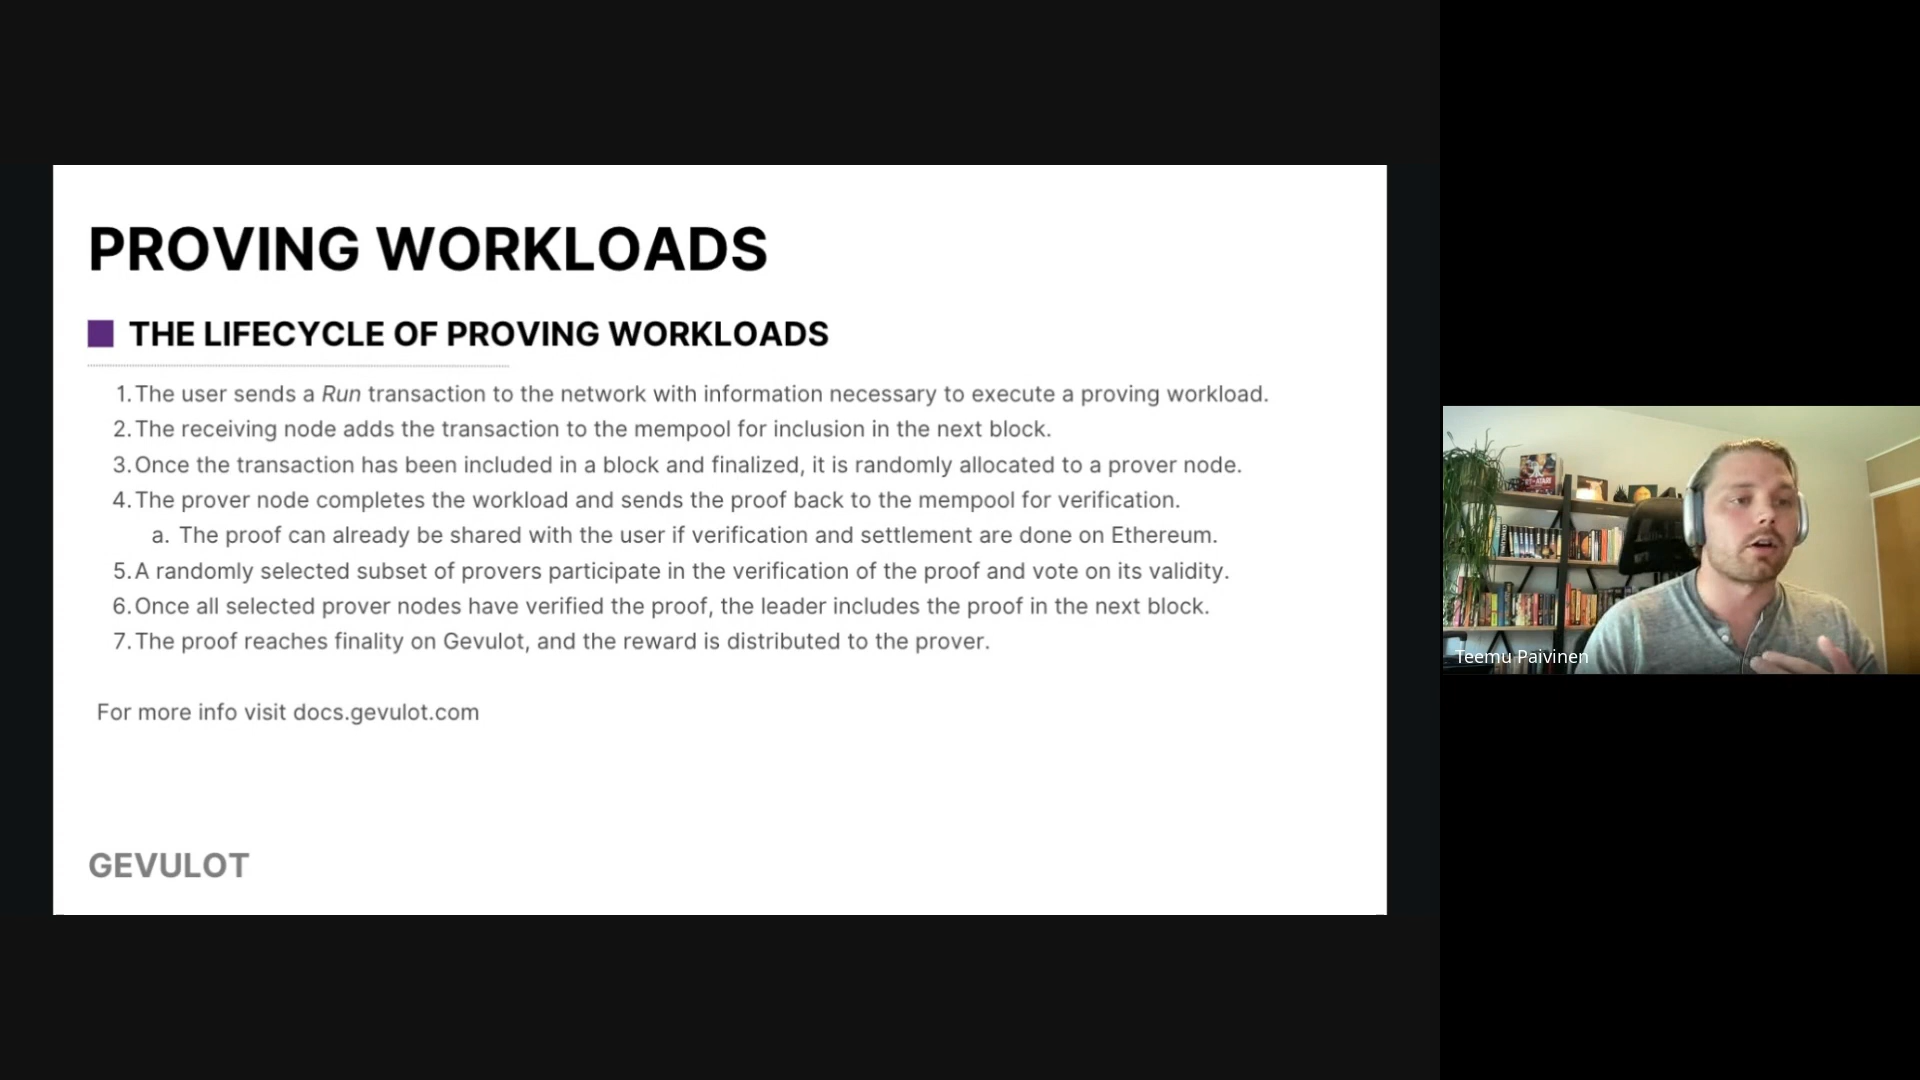 PROVING WORKLOADS
THE LIFECYCLE OF PROVING WORKLOADS
1. The user sends a Run transaction to the network with information necessary to execute a proving workload.
2. The receiving node adds the transaction to the mempool for inclusion in the next block.
3. Once the transaction has been included in a block and finalized, it is randomly allocated to a prover node.
4. The prover node completes the workload and sends the proof back to the mempool for verification.
a. The proof can already be shared with the user if verification and settlement are done on Ethereum.
5. A randomly selected subset of provers participate in the verification of the proof and vote on its validity.
6. Once all selected prover nodes have verified the proof, the leader includes the proof in the next block.
7. The proof reaches finality on Gevulot, and the reward is distributed to the prover.
For more info visit docs.gevulot.com
GEVULOT
Teemu Paivinen